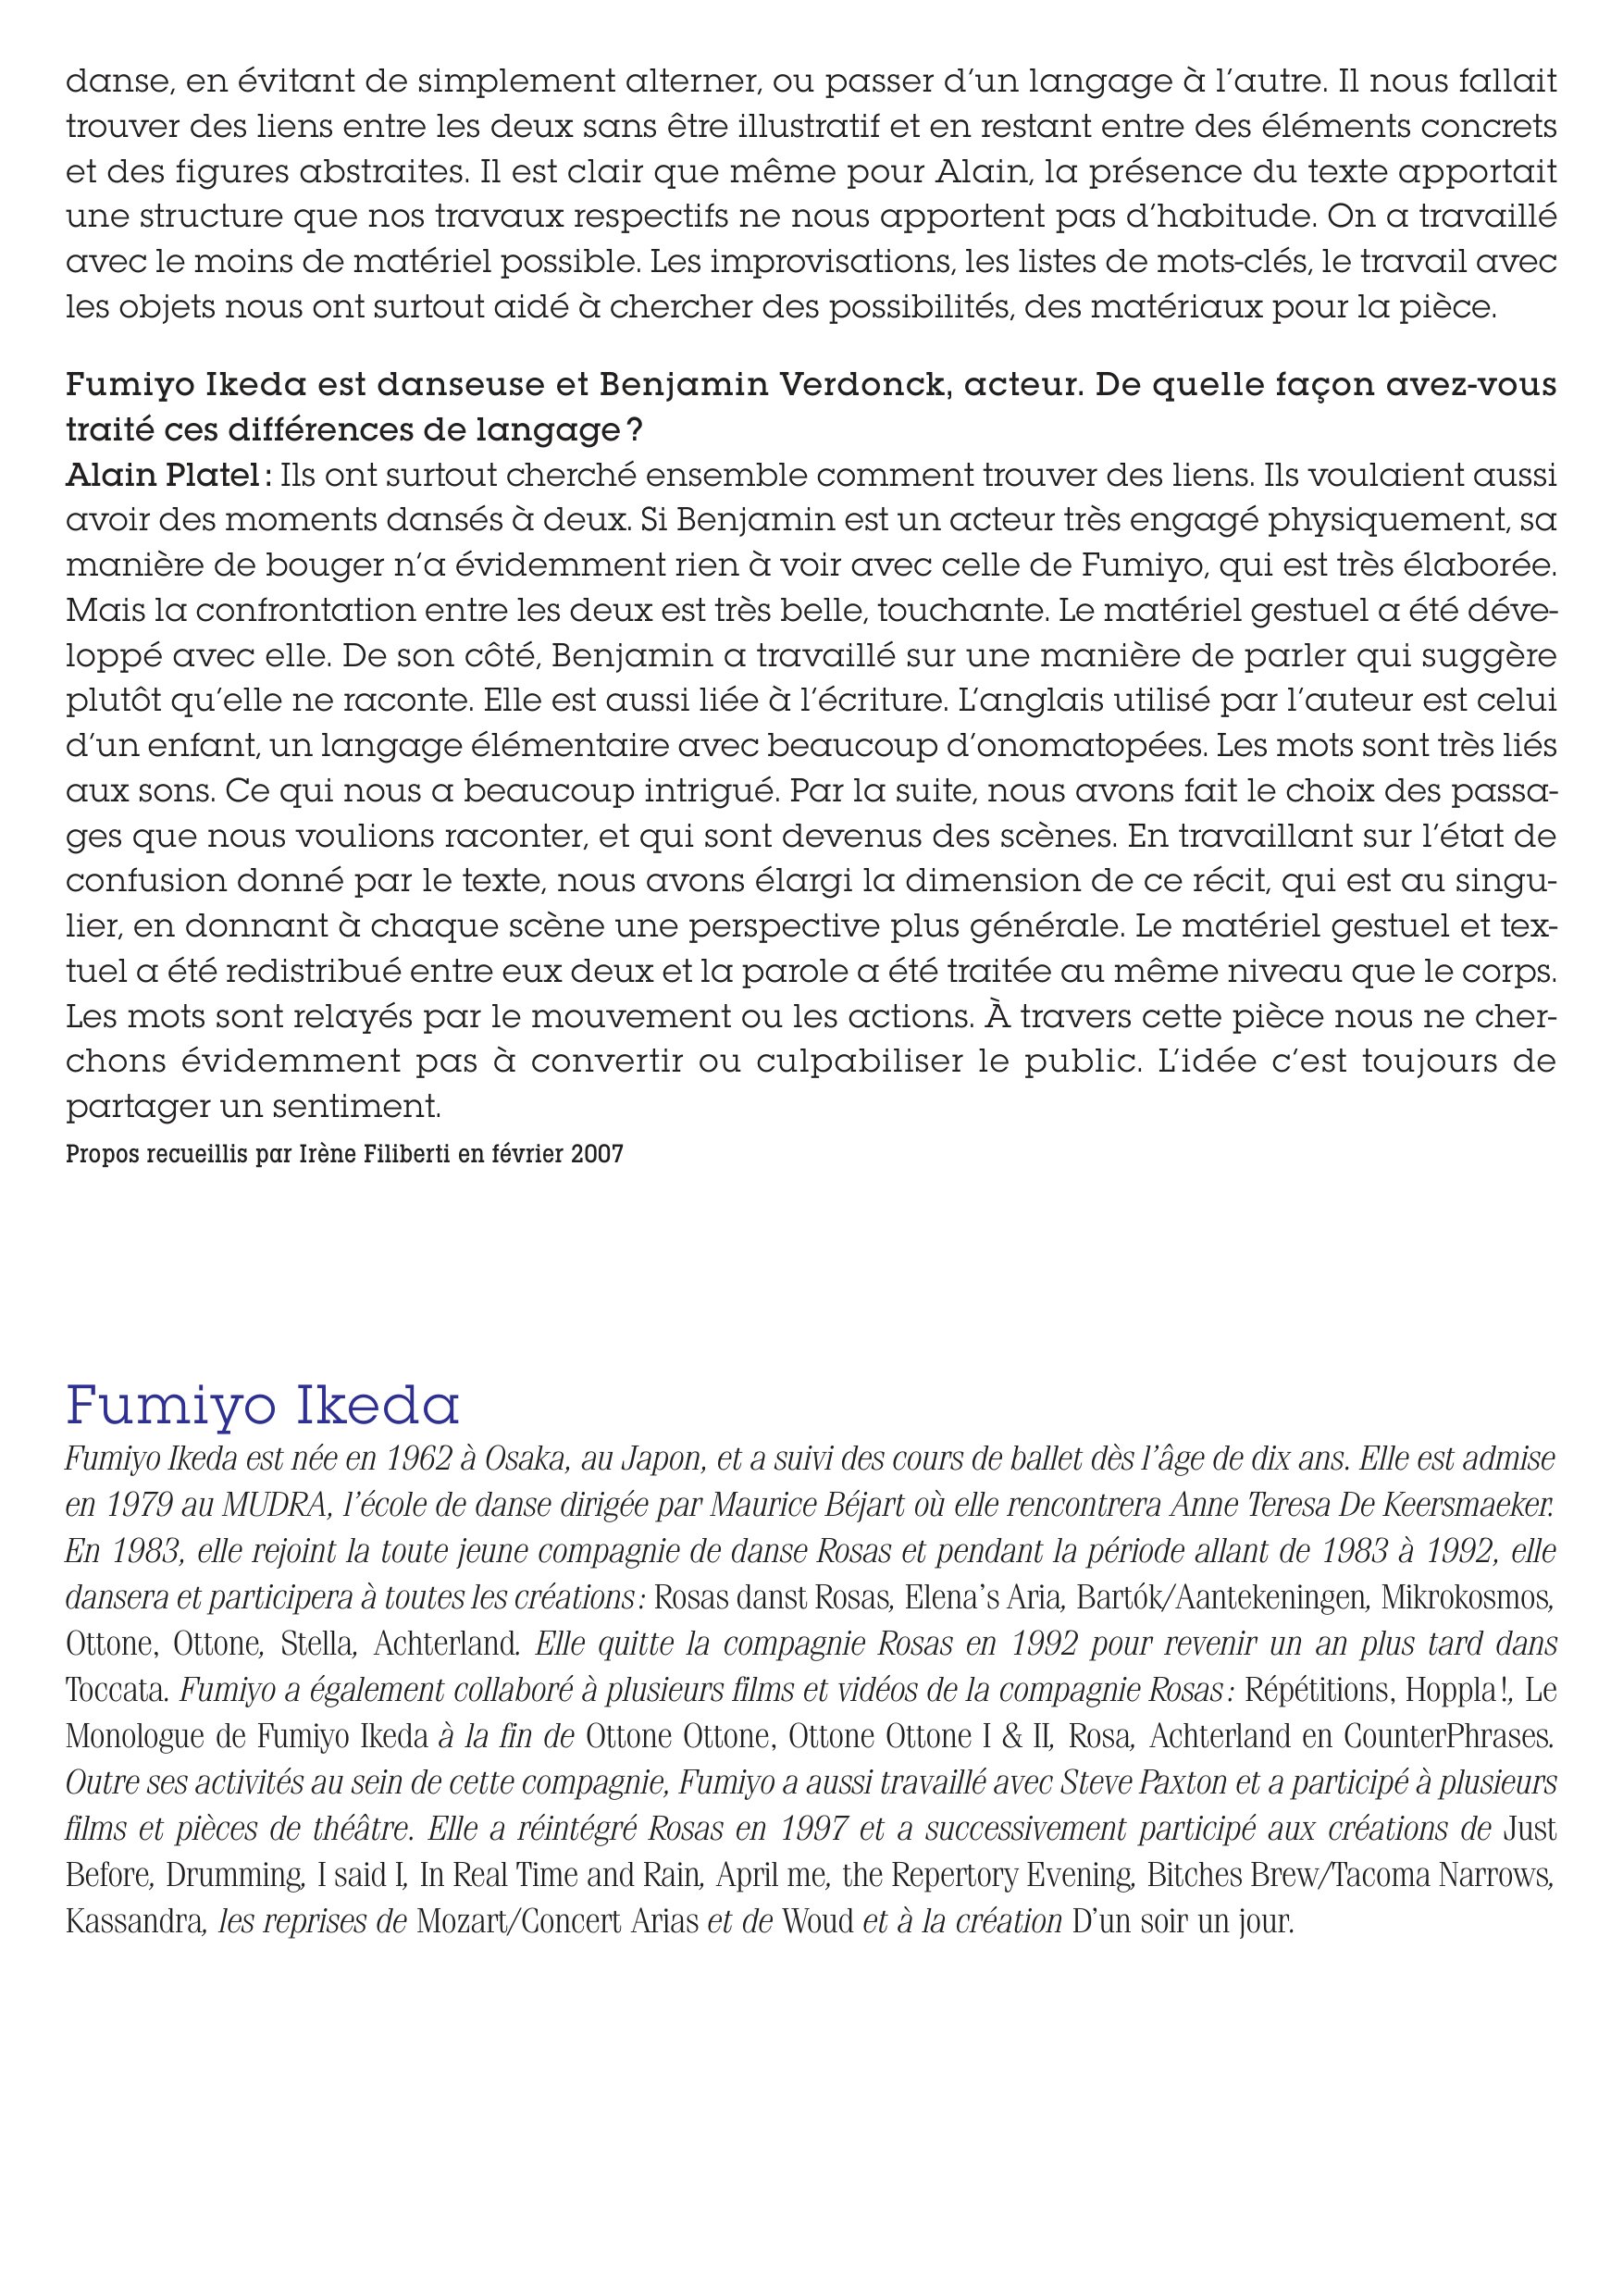 danse, en évitant de simplement alterner, ou passer d’un langage à l’autre. Il nous fallait
trouver des liens entre les deux sans être illustratif et en restant entre des éléments concrets
et des figures abstraites. Il est clair que même pour Alain, la présence du texte apportait
une structure que nos travaux respectifs ne nous apportent pas d’habitude. On a travaillé
avec le moins de matériel possible. Les improvisations, les listes de mots-clés, le travail avec
les objets nous ont surtout aidé à chercher des possibilités, des matériaux pour la pièce.
Fumiyo Ikeda est danseuse et Benjamin Verdonck, acteur. De quelle façon avez-vous
traité ces différences de langage ?
Alain Platel : Ils ont surtout cherché ensemble comment trouver des liens. Ils voulaient aussi
avoir des moments dansés à deux. Si Benjamin est un acteur très engagé physiquement, sa
manière de bouger n’a évidemment rien à voir avec celle de Fumiyo, qui est très élaborée.
Mais la confrontation entre les deux est très belle, touchante. Le matériel gestuel a été déve-
loppé avec elle. De son côté, Benjamin a travaillé sur une manière de parler qui suggère
plutôt qu’elle ne raconte. Elle est aussi liée à l’écriture. L’anglais utilisé par l’auteur est celui
d’un enfant, un langage élémentaire avec beaucoup d’onomatopées. Les mots sont très liés
aux sons. Ce qui nous a beaucoup intrigué. Par la suite, nous avons fait le choix des passa-
ges que nous voulions raconter, et qui sont devenus des scènes. En travaillant sur l’état de
confusion donné par le texte, nous avons élargi la dimension de ce récit, qui est au singu-
lier, en donnant à chaque scène une perspective plus générale. Le matériel gestuel et tex-
tuel a été redistribué entre eux deux et la parole a été traitée au même niveau que le corps.
Les mots sont relayés par le mouvement ou les actions. À travers cette pièce nous ne cher-
chons évidemment pas à convertir ou culpabiliser le public. L’idée c’est toujours de
partager un sentiment.
Propos recueillis par Irène Filiberti en février 2007
Fumiyo Ikeda
Fumiyo Ikeda est née en 1962 à Osaka, au Japon, et a suivi des cours de ballet dès l’âge de dix ans. Elle est admise
en 1979 au MUDRA, l’école de danse dirigée par Maurice Béjart où elle rencontrera Anne Teresa De Keersmaeker.
En 1983, elle rejoint la toute jeune compagnie de danse Rosas et pendant la période allant de 1983 à 1992, elle
dansera et participera à toutes les créations : Rosas danst Rosas, Elena’s Aria, Bartók/Aantekeningen, Mikrokosmos,
Ottone, Ottone, Stella, Achterland. Elle quitte la compagnie Rosas en 1992 pour revenir un an plus tard dans
Toccata. Fumiyo a également collaboré à plusieurs films et vidéos de la compagnie Rosas : Répétitions, Hoppla !, Le
Monologue de Fumiyo Ikeda à la fin de Ottone Ottone, Ottone Ottone I & II, Rosa, Achterland en CounterPhrases.
Outre ses activités au sein de cette compagnie, Fumiyo a aussi travaillé avec Steve Paxton et a participé à plusieurs
films et pièces de théâtre. Elle a réintégré Rosas en 1997 et a successivement participé aux créations de Just
Before, Drumming, I said I, In Real Time and Rain, April me, the Repertory Evening, Bitches Brew/Tacoma Narrows,
Kassandra, les reprises de Mozart/Concert Arias et de Woud et à la création D’un soir un jour.